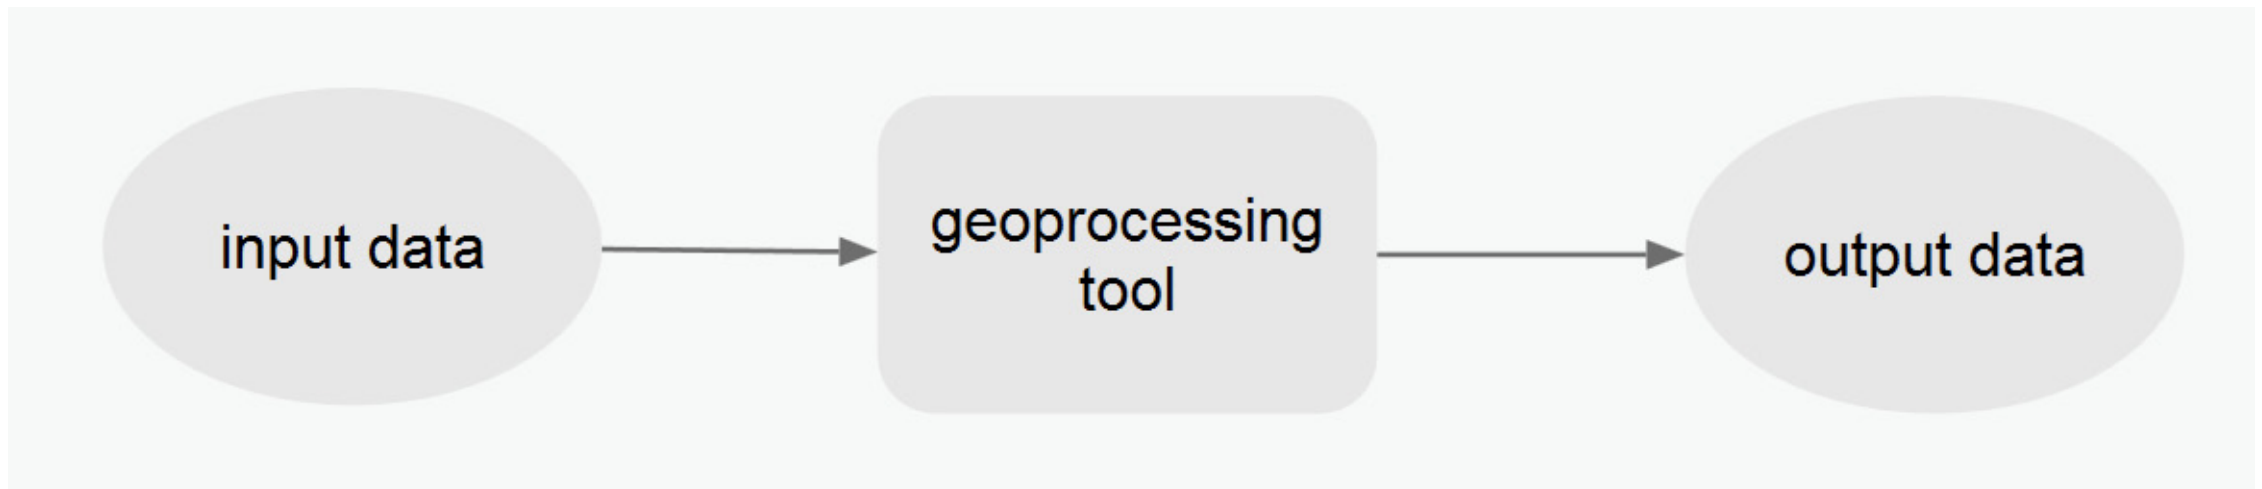 input data
geoprocessing
tool
output data